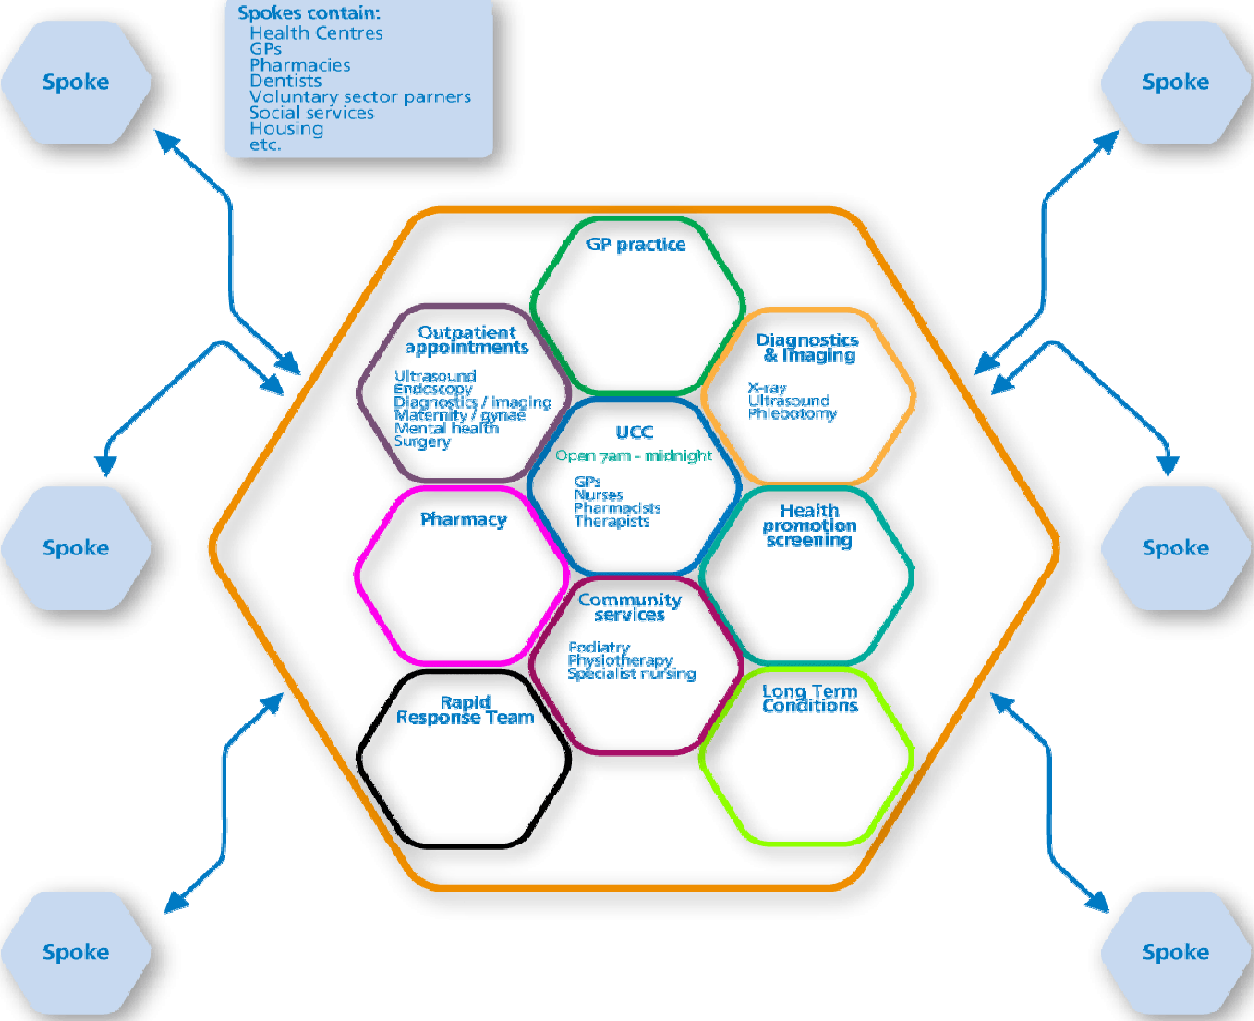 Spokes contain:
Health Centres
GPs
Pharmacies
Dentists
Voluntary sector parners
Social services
Housing
etc.
Spoke
Spoke
GP practice
Outpatient
appointments
Ultrasound
Endoscopy
Diagnostics / imaging
Maternity / gynae
Mental health
Surgery
Diagnostics
& Imaging
X-ray
Ultrasound
Phlebotomy
UCC
Open 7am - midnight
GPs
Nurses
Pharmacists
Therapists
Pharmacy
Health
promotion
screening
Spoke
Spoke
Community
services
Podiatry
Physiotherapy
Specialist nursing
Rapid
Response Team
Long Term
Conditions
Spoke
Spoke